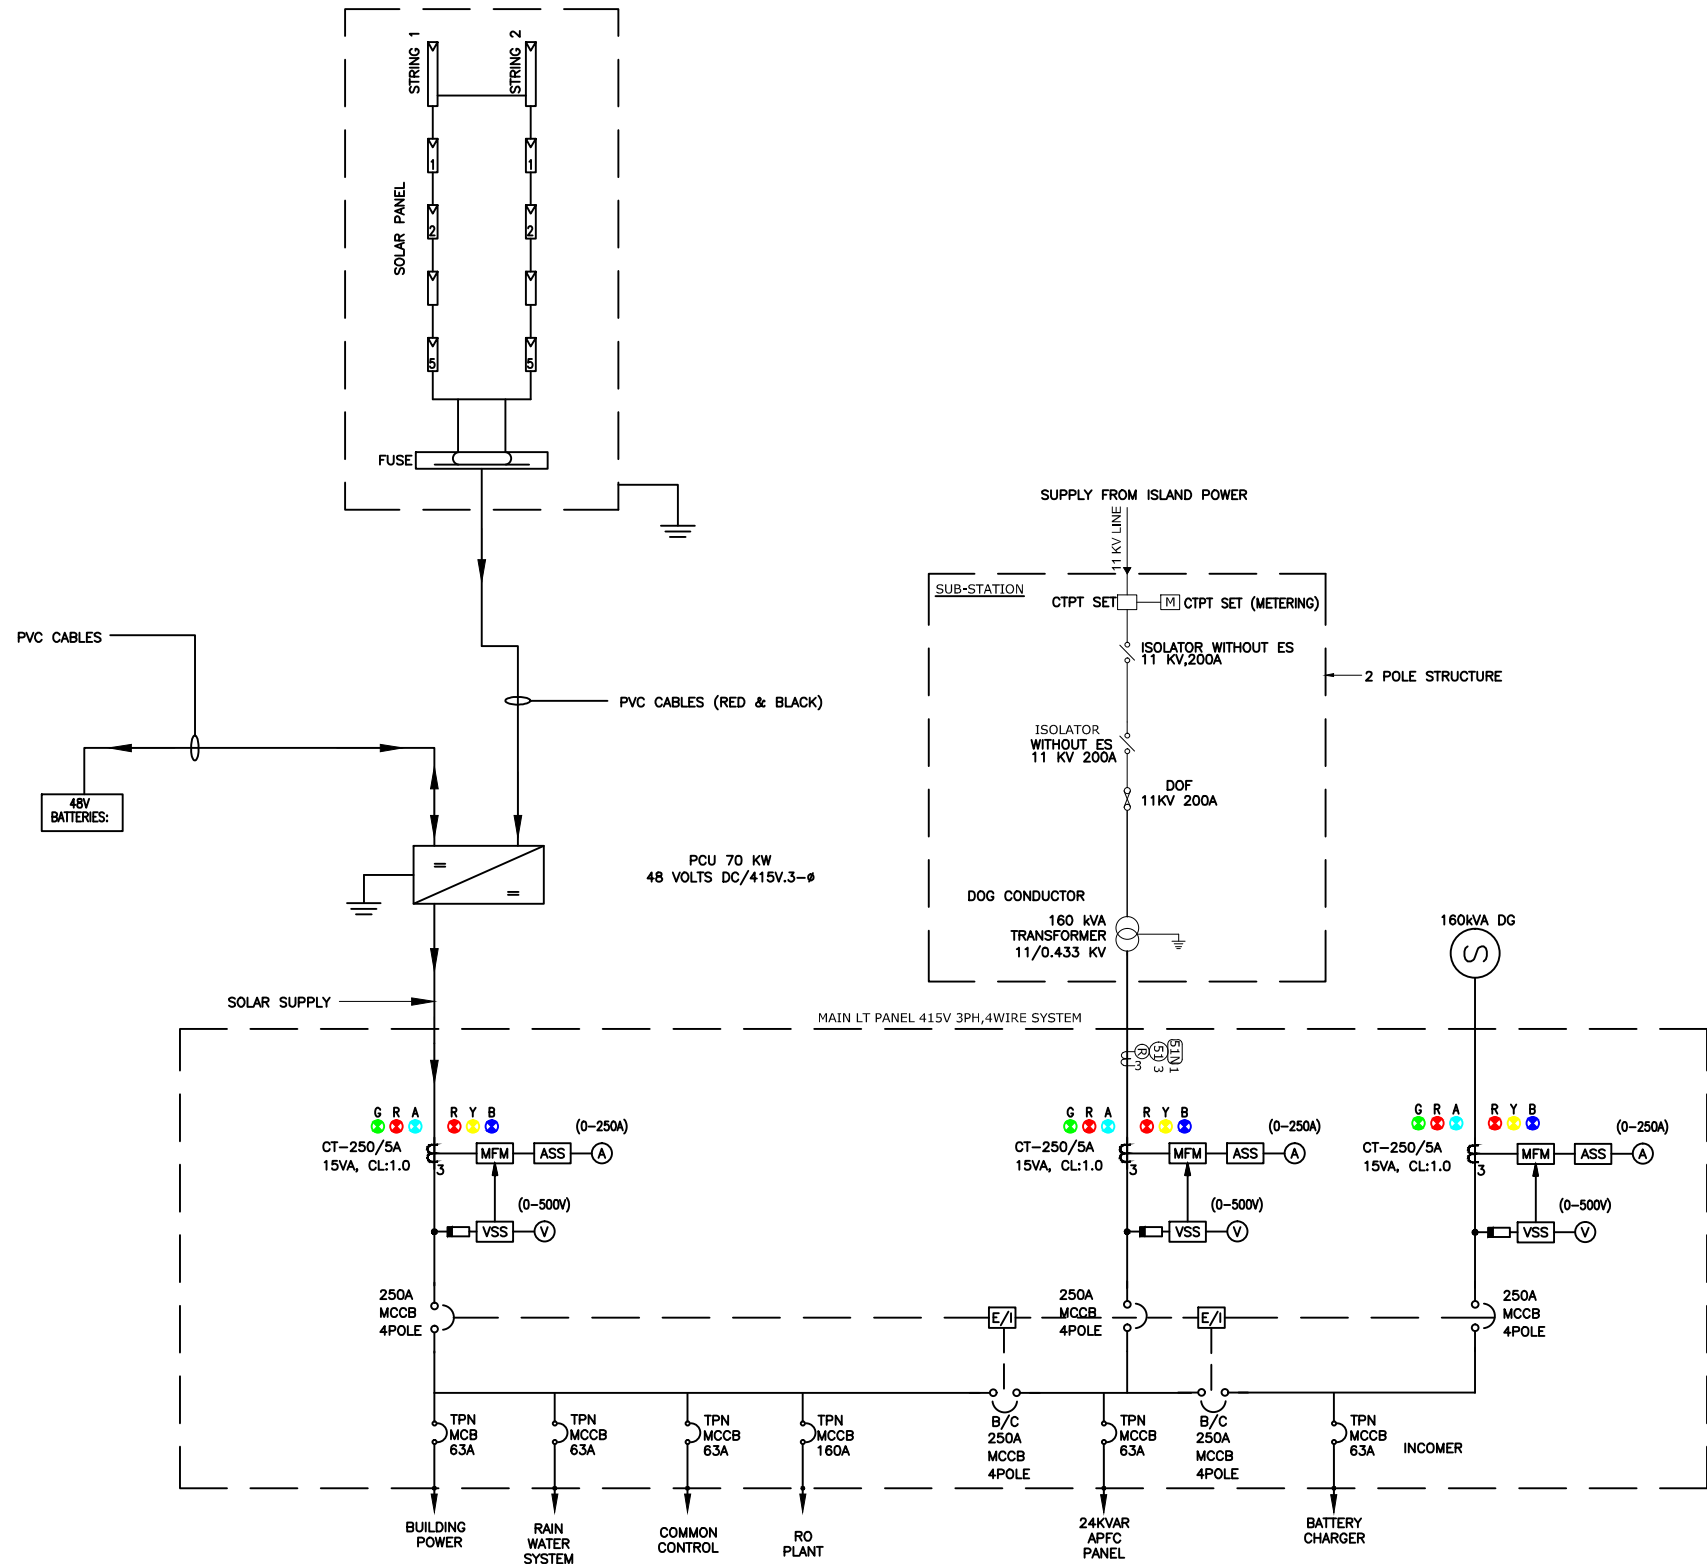 STRING 1
STRING 2
1
1
2
2
SOLAR PANEL
5
5
FUSE
SUPPLY FROM ISLAND POWER
11 KV LINE
SUB-STATION
CTPT SET
M
CTPT SET (METERING)
ISOLATOR WITHOUT ES
11 KV,200A
2 POLE STRUCTURE
ISOLATOR
WITHOUT ES
11 KV 200A
DOF
11KV 200A
DOG CONDUCTOR
160 kVA
TRANSFORMER
11/0.433 KV
PVC CABLES
PVC CABLES (RED & BLACK)
48V
BATTERIES:
PCU 70 KW
48 VOLTS DC/415V.3-ø
160kVA DG
S
SOLAR SUPPLY
MAIN LT PANEL 415V 3PH,4WIRE SYSTEM
3
R
51
3
51N
1
G R A R Y B
(0-250A)
CT-250/5A
15VA, CL:1.0
3
MFM
ASS
A
(0-500V)
VSS
V
250A
MCCB
4POLE
G R A R Y B
(0-250A)
CT-250/5A
15VA, CL:1.0
3
MFM
ASS
A
(0-500V)
VSS
V
250A
MCCB
4POLE
G R A R Y B
(0-250A)
CT-250/5A
15VA, CL:1.0
3
MFM
ASS
A
(0-500V)
VSS
V
250A
MCCB
4POLE
E/I
E/I
TPN
MCB
63A
TPN
MCCB
63A
TPN
MCCB
63A
TPN
MCCB
160A
B/C
250A
MCCB
4POLE
TPN
MCCB
63A
B/C
250A
MCCB
4POLE
TPN
MCCB
63A
INCOMER
BUILDING
POWER
RAIN
WATER
SYSTEM
COMMON
CONTROL
RO
PLANT
24KVAR
APFC
PANEL
BATTERY
CHARGER